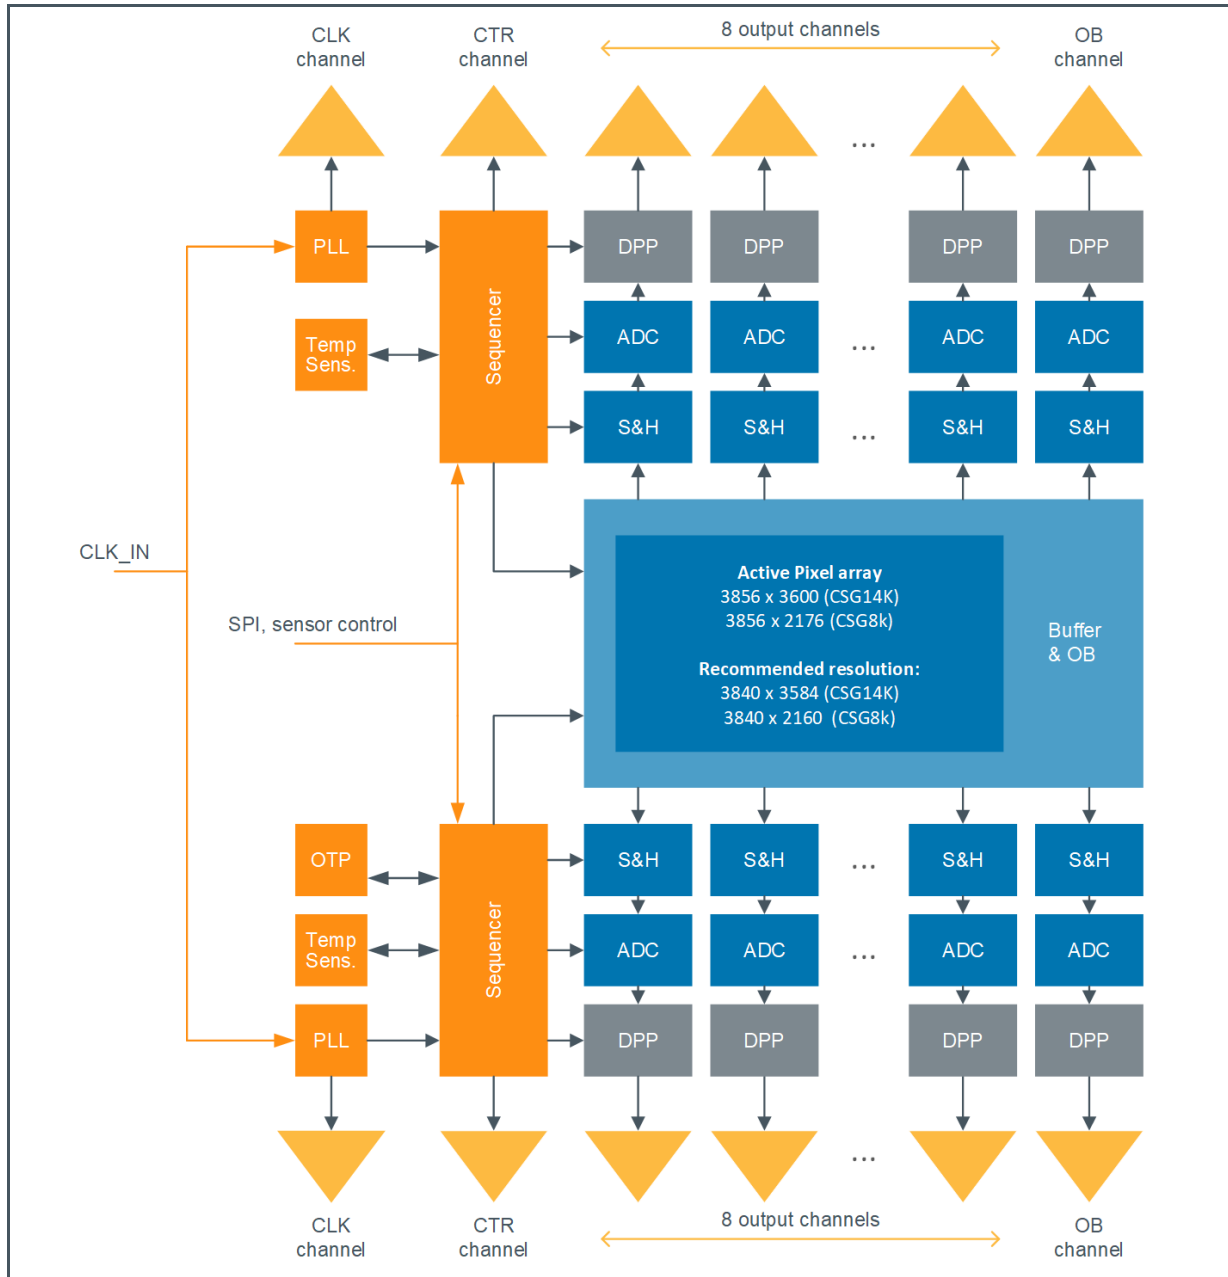 CLK
channel
CTR
channel
8 output channels
OB
channel
...
PLL
Sequencer
DPP
DPP
DPP
DPP
Temp
Sens.
ADC
ADC
...
ADC
ADC
S&H
S&H
...
S&H
S&H
CLK_IN
SPI, sensor control
Active Pixel array
3856 x 3600 (CSG14K)
3856 x 2176 (CSG8k)
Recommended resolution:
3840 x 3584 (CSG14K)
3840 x 2160 (CSG8k)
Buffer
& OB
OTP
Sequencer
S&H
S&H
...
S&H
S&H
Temp
Sens.
ADC
ADC
...
ADC
ADC
PLL
DPP
DPP
DPP
DPP
...
CLK
channel
CTR
channel
8 output channels
OB
channel